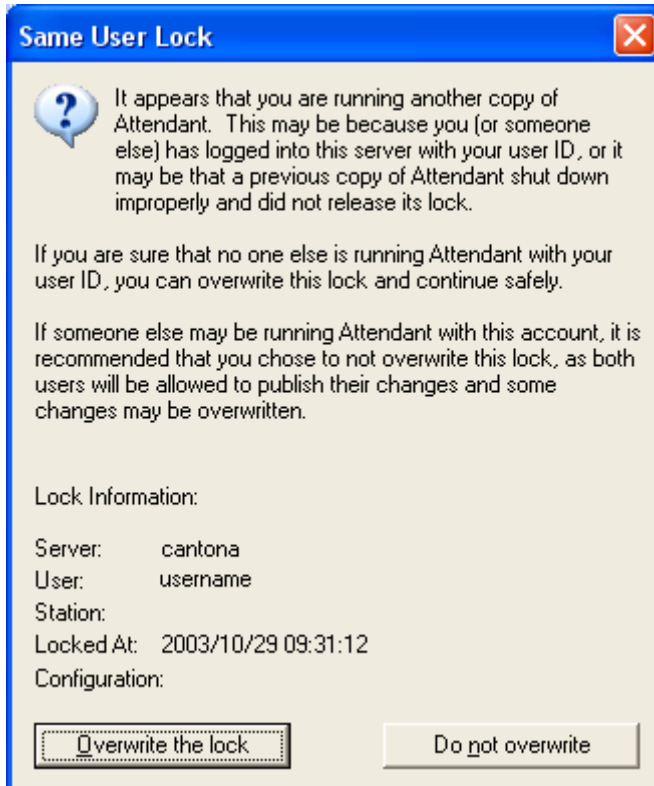 Same User Lock
It appears that you are running another copy of
Attendant. This may be because you (or someone
else) has logged into this server with your user ID, or it
may be that a previous copy of Attendant shut down
improperly and did not release its lock.
If you are sure that no one else is running Attendant with your
user ID, you can overwrite this lock and continue safely.
If someone else may be running Attendant with this account, it is
recommended that you chose to not overwrite this lock, as both
users will be allowed to publish their changes and some
changes may be overwritten.
Lock Information:
Server: cantona
User: username
Station:
Locked At: 2003/10/29 09:31:12
Configuration:
Overwrite the lock Do not overwrite